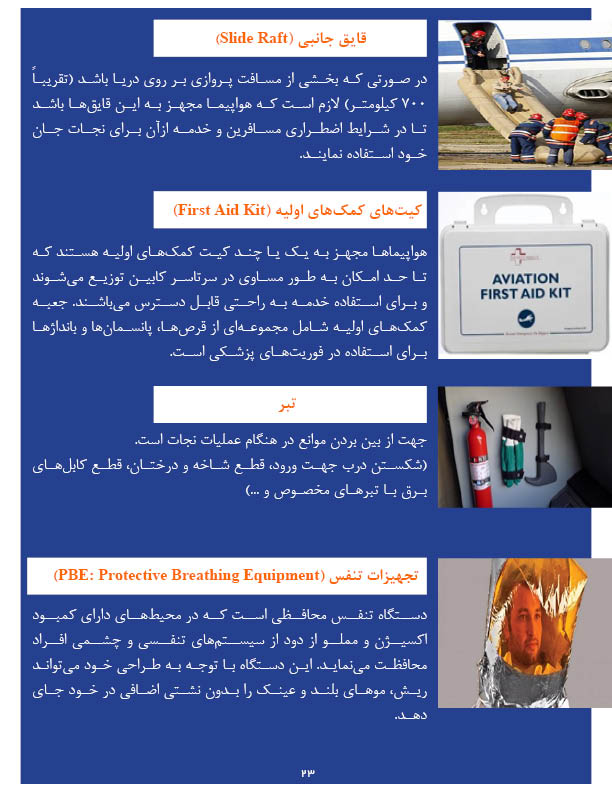 قایق جانبی (Slide Raft)
در صورتی که بخشی از مسافت پروازی بر روی دریا باشد (تقریباً
۷۰۰ کیلومتر) لازم است که هواپیما مجهز به این قایق‌ها باشد
تا در شرایط اضطراری مسافرین و خدمه ازآن برای نجات جان
خود استفاده نمایند.
کیت‌های کمک‌های اولیه (First Aid Kit)
هواپیماها مجهز به یک یا چند کیت کمک‌های اولیه هستند که
تا حد امکان به طور مساوی در سرتاسر کابین توزیع می‌شوند
و برای استفاده خدمه به راحتی قابل دسترس می‌باشند. جعبه
کمک‌های اولیه شامل مجموعه‌ای از قرص‌ها، پانسمان‌ها و بانداژها
برای استفاده در فوریت‌های پزشکی است.
AVIATION
FIRST AID KIT
تبر
جهت از بین بردن موانع در هنگام عملیات نجات است.
(شکستن درب جهت ورود، قطع شاخه و درختان، قطع کابل‌های
برق با تبرهای مخصوص و ...)
تجهیزات تنفس (PBE: Protective Breathing Equipment)
دستگاه تنفس محافظی است که در محیط‌های دارای کمبود
اکسیژن و مملو از دود از سیستم‌های تنفسی و چشمی افراد
محافظت می‌نماید. این دستگاه با توجه به طراحی خود می‌تواند
ریش، موهای بلند و عینک را بدون نشتی اضافی در خود جای
دهد.
۲۳